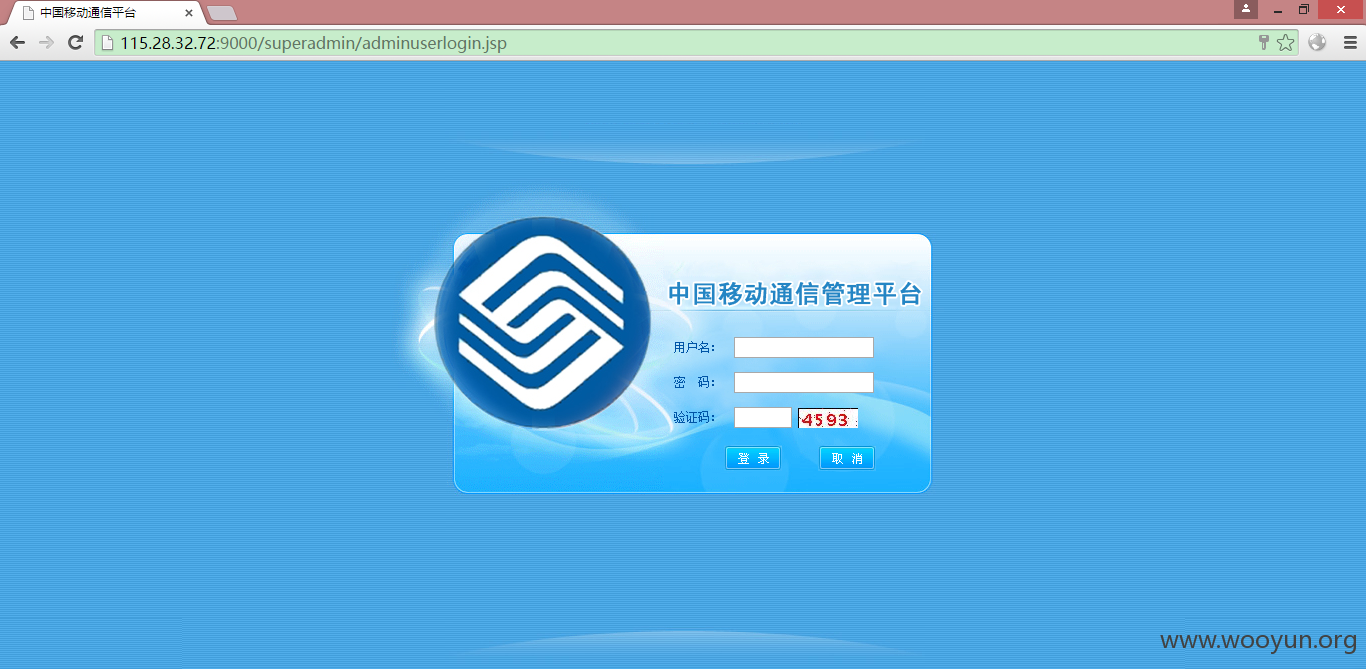 中国移动通信平台
115.28.32.72:9000/superadmin/adminuserlogin.jsp
中国移动通信管理平台
用户名：
密 码：
验证码： 4593
登 录 取 消
www.wooyun.org